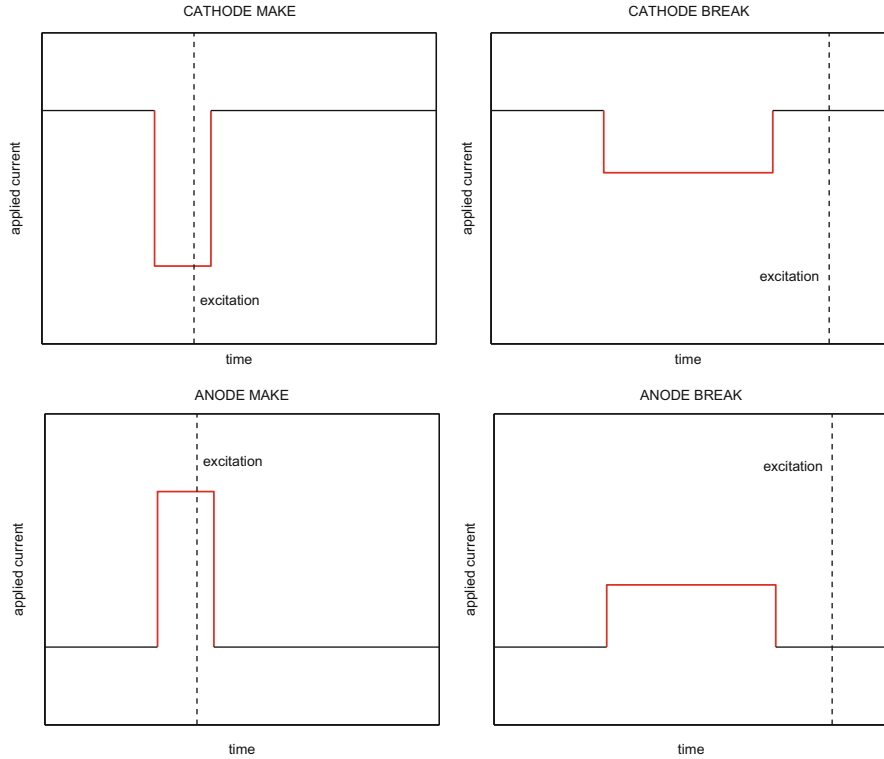 CATHODE MAKE
applied current
excitation
time
CATHODE BREAK
applied current
excitation
time
ANODE MAKE
applied current
excitation
time
ANODE BREAK
applied current
excitation
time